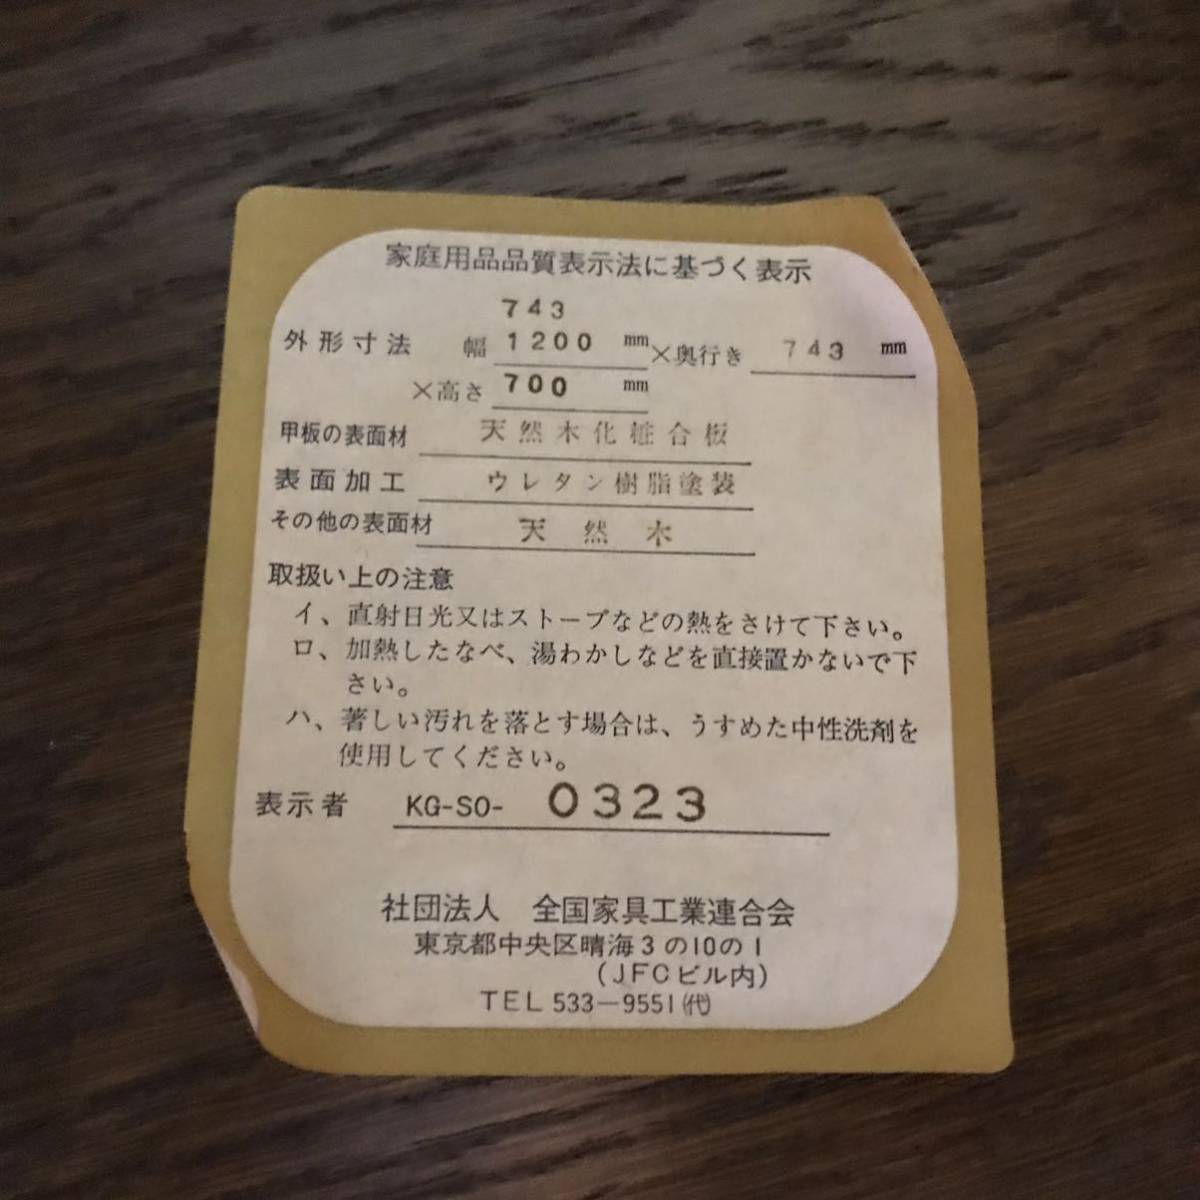 家庭用品品質表示法に基づく表示
743
外形寸法 幅 1200 mm ×奥行き 743 mm
×高さ 700 mm
甲板の表面材 天然木化粧合板
表面加工 ウレタン樹脂塗装
その他の表面材 天然木
取扱い上の注意
イ、直射日光又はストーブなどの熱をさけて下さい。
ロ、加熱したなべ、湯わかしなどを直接置かないで下
さい。
ハ、著しい汚れを落とす場合は、うすめた中性洗剤を
使用してください。
表示者 KG-SO- 0323
社団法人 全国家具工業連合会
東京都中央区晴海3の10の1
(JFCビル内)
TEL 533-9551(代)